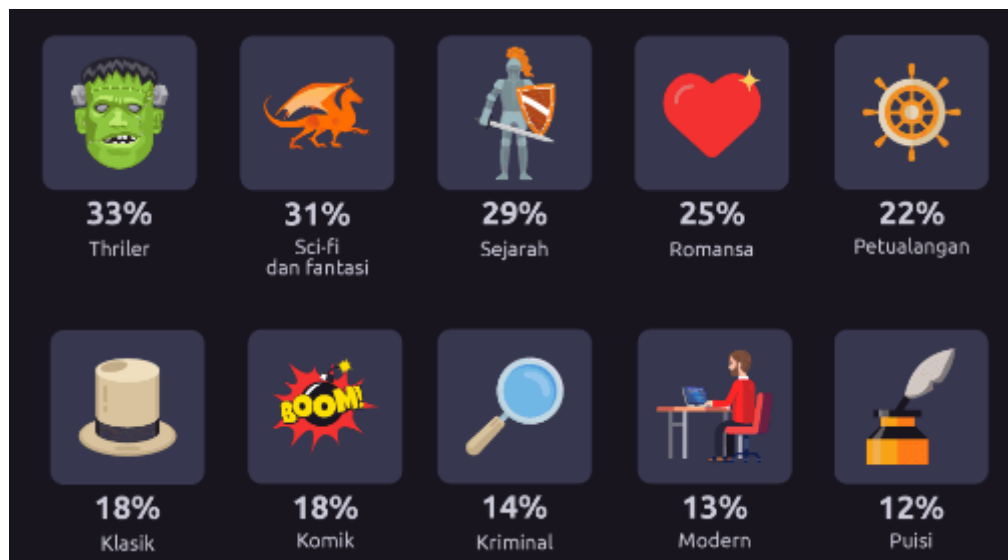 33%
Thriler
31%
Sci-fi
dan fantasi
29%
Sejarah
25%
Romansa
22%
Petualangan
18%
Klasik
BOOM!
18%
Komik
14%
Kriminal
13%
Modern
12%
Puisi